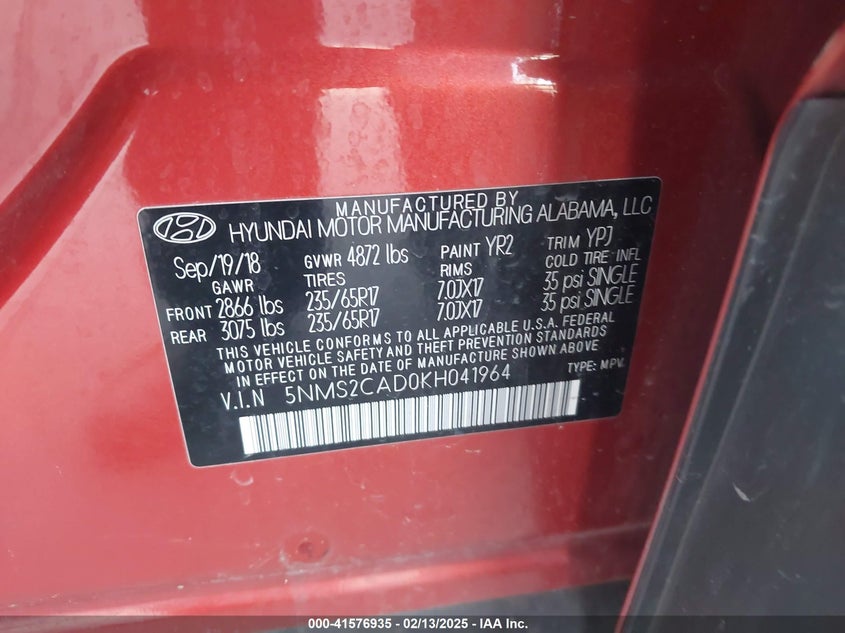 MANUFACTURED BY
HYUNDAI MOTOR MANUFACTURING ALABAMA, LLC
Sep/19/18 GVWR 4872 lbs PAINT YR2 TRIM YPJ
GAWR TIRES RIMS COLD TIRE INFL
FRONT 2866 lbs 235/65R17 7.0JX17 35 psi SINGLE
REAR 3075 lbs 235/65R17 7.0JX17 35 psi SINGLE
THIS VEHICLE CONFORMS TO ALL APPLICABLE U.S.A. FEDERAL
MOTOR VEHICLE SAFETY AND THEFT PREVENTION STANDARDS
IN EFFECT ON THE DATE OF MANUFACTURE SHOWN ABOVE
V.I.N 5NMS2CAD0KH041964 TYPE: MPV
000-41576935 - 02/13/2025 - IAA Inc.